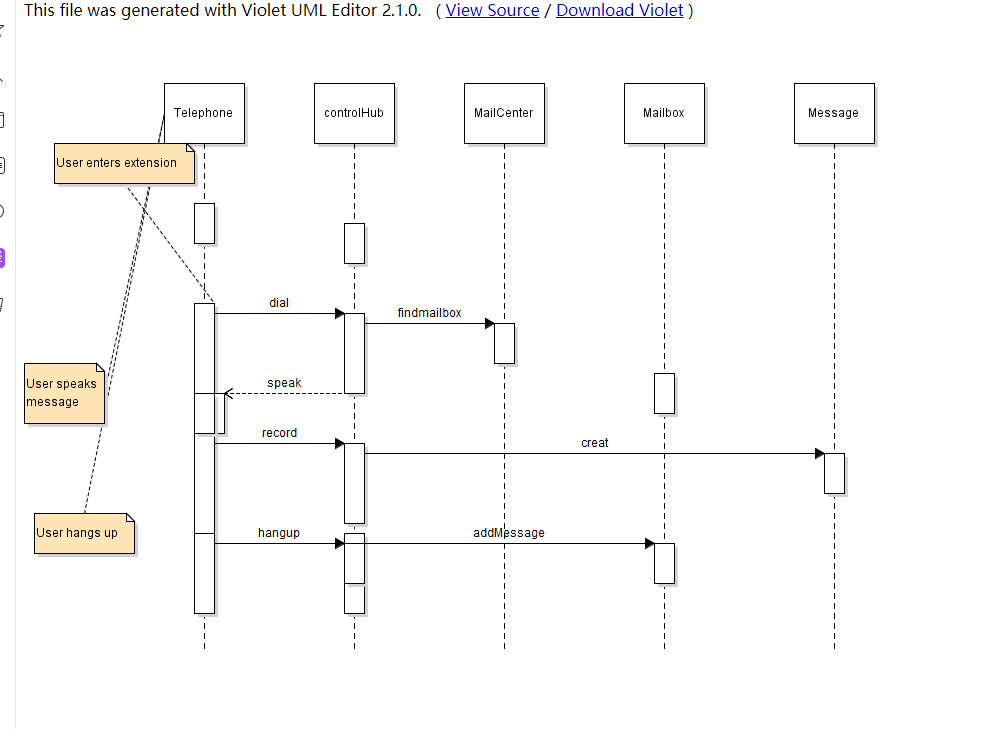 This file was generated with Violet UML Editor 2.1.0. ( View Source / Download Violet )
Telephone
controlHub
MailCenter
Mailbox
Message
User enters extension
dial
findmailbox
speak
User speaks
message
record
creat
User hangs up
hangup
addMessage